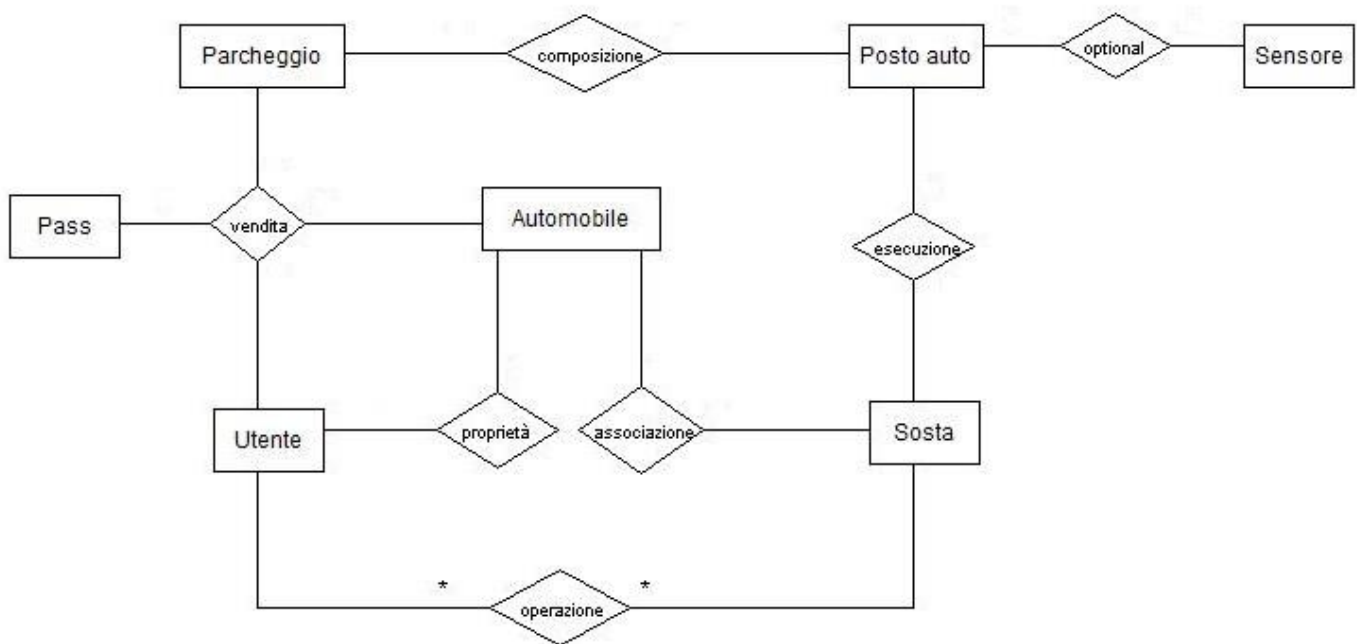 Parcheggio
composizione
Posto auto
optional
Sensore
Pass
vendita
Automobile
esecuzione
Utente
proprietà
associazione
Sosta
* *
operazione